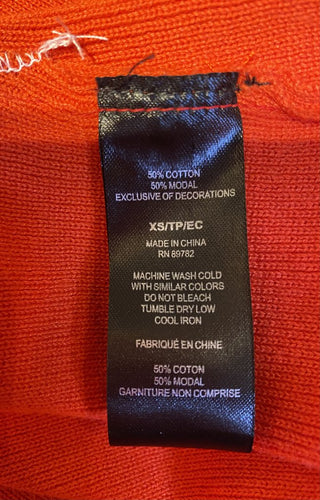 50% COTTON
50% MODAL
EXCLUSIVE OF DECORATIONS
XS/TP/EC
MADE IN CHINA
RN 89782
MACHINE WASH COLD
WITH SIMILAR COLORS
DO NOT BLEACH
TUMBLE DRY LOW
COOL IRON
FABRIQUÉ EN CHINE
50% COTON
50% MODAL
GARNITURE NON COMPRISE